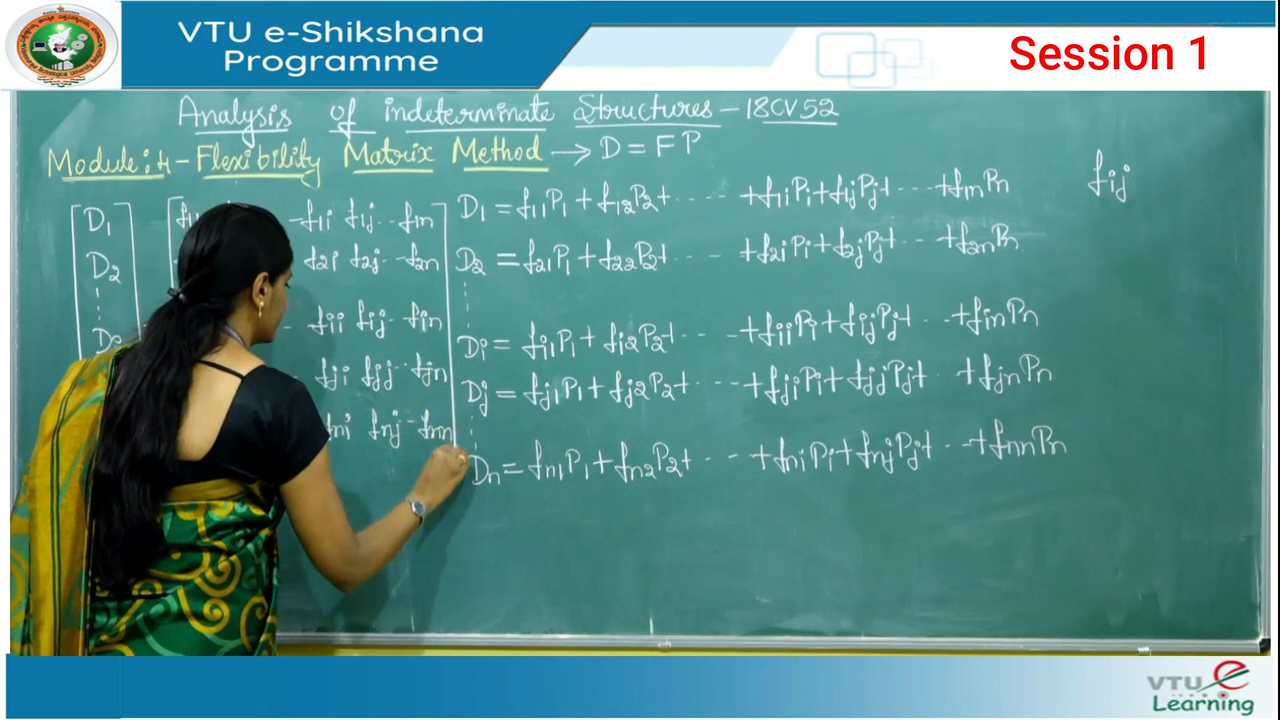 VTU e-Shikshana
Programme
Session 1
Analysis of indeterminate Structures - 18CV52
Module:4 - Flexibility Matrix Method → D = F P
fij
D1 f1i f1j -- f1n D1 = f11P1 + f12P2 + ---- -- + f1iPi + f1jPj + --- + f1nPn
D2 f2i f2j -- f2n D2 = f21P1 + f22P2 + ---- -- + f2iPi + f2jPj + -- + f2nPn
fii fij -- fin Di = fi1P1 + fi2P2 + -- --- + fiiPi + fijPj + -- + finPn
fji fjj -- fjn Dj = fj1P1 + fj2P2 + -- --- + fjiPi + fjjPj + -- + fjnPn
fni fnj -- fnn Dn = fn1P1 + fn2P2 + --- -- + fniPi + fnjPj + -- + fnnPn
VTU e
Learning